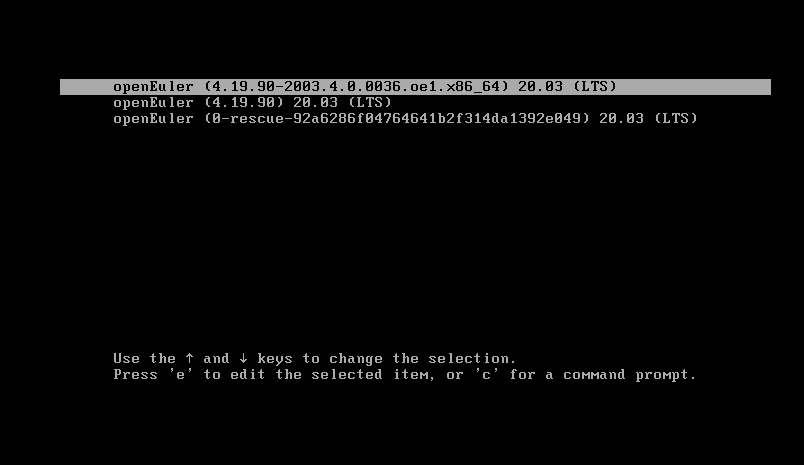 openEuler (4.19.90-2003.4.0.0036.oe1.x86_64) 20.03 (LTS)
openEuler (4.19.90) 20.03 (LTS)
openEuler (0-rescue-92a6286f04764641b2f314da1392e049) 20.03 (LTS)
Use the ↑ and ↓ keys to change the selection.
Press 'e' to edit the selected item, or 'c' for a command prompt.